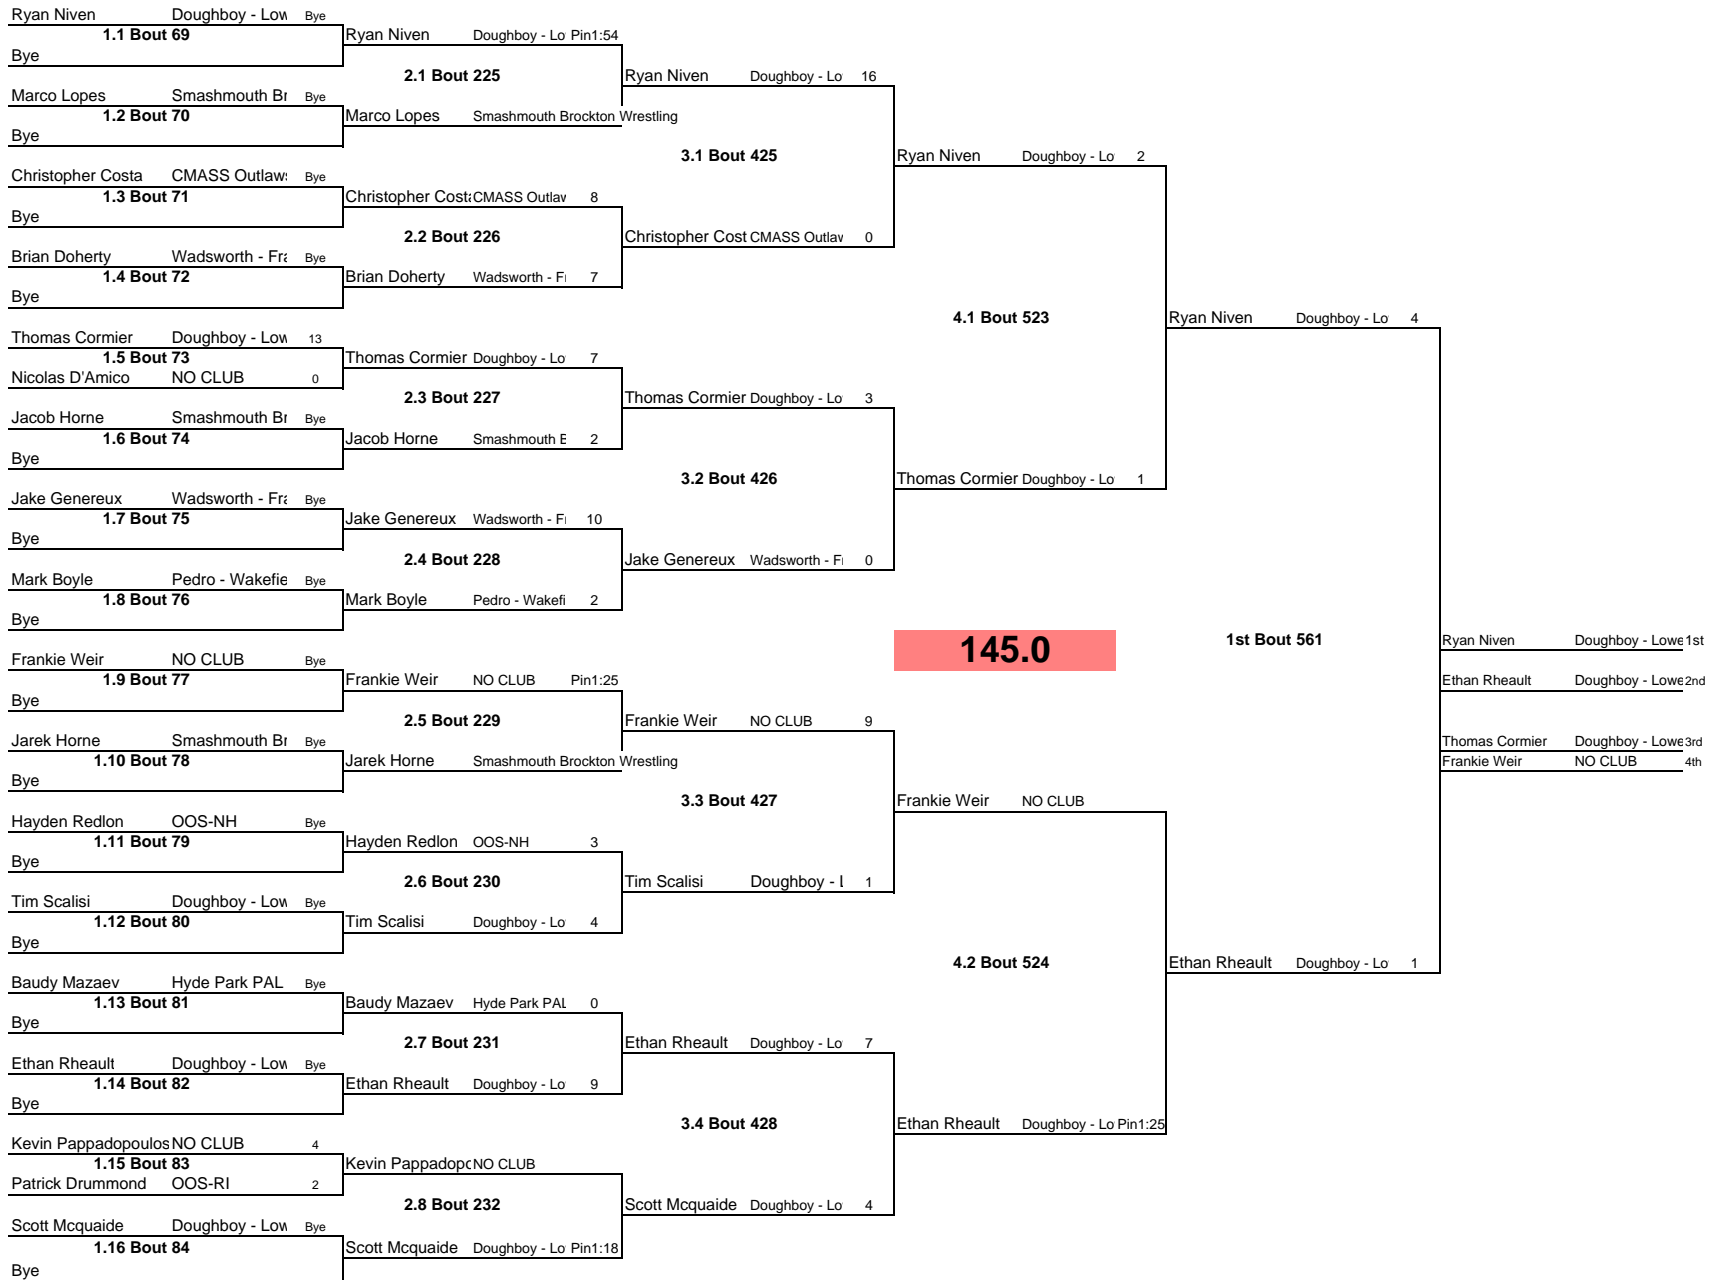 Ryan Niven Doughboy - Low Bye
1.1 Bout 69
Bye
Marco Lopes Smashmouth Br Bye
1.2 Bout 70
Bye
Christopher Costa CMASS Outlaws Bye
1.3 Bout 71
Bye
Brian Doherty Wadsworth - Fra Bye
1.4 Bout 72
Bye
Thomas Cormier Doughboy - Low 13
1.5 Bout 73
Nicolas D'Amico NO CLUB 0
Jacob Horne Smashmouth Br Bye
1.6 Bout 74
Bye
Jake Genereux Wadsworth - Fra Bye
1.7 Bout 75
Bye
Mark Boyle Pedro - Wakefie Bye
1.8 Bout 76
Bye
Frankie Weir NO CLUB Bye
1.9 Bout 77
Bye
Jarek Horne Smashmouth Br Bye
1.10 Bout 78
Bye
Hayden Redlon OOS-NH Bye
1.11 Bout 79
Bye
Tim Scalisi Doughboy - Low Bye
1.12 Bout 80
Bye
Baudy Mazaev Hyde Park PAL Bye
1.13 Bout 81
Bye
Ethan Rheault Doughboy - Low Bye
1.14 Bout 82
Bye
Kevin Pappadopoulos NO CLUB 4
1.15 Bout 83
Patrick Drummond OOS-RI 2
Scott Mcquaide Doughboy - Low Bye
1.16 Bout 84
Bye
Ryan Niven Doughboy - Lo Pin1:54
2.1 Bout 225
Marco Lopes Smashmouth Brockton Wrestling
Christopher Costa CMASS Outlaw 8
2.2 Bout 226
Brian Doherty Wadsworth - Fr 7
Thomas Cormier Doughboy - Lo 7
2.3 Bout 227
Jacob Horne Smashmouth B 2
Jake Genereux Wadsworth - Fr 10
2.4 Bout 228
Mark Boyle Pedro - Wakefi 2
Frankie Weir NO CLUB Pin1:25
2.5 Bout 229
Jarek Horne Smashmouth Brockton Wrestling
Hayden Redlon OOS-NH 3
2.6 Bout 230
Tim Scalisi Doughboy - Lo 4
Baudy Mazaev Hyde Park PAL 0
2.7 Bout 231
Ethan Rheault Doughboy - Lo 9
Kevin Pappadopo NO CLUB
2.8 Bout 232
Scott Mcquaide Doughboy - Lo Pin1:18
Ryan Niven Doughboy - Lo 16
3.1 Bout 425
Christopher Cost CMASS Outlaw 0
Thomas Cormier Doughboy - Lo 3
3.2 Bout 426
Jake Genereux Wadsworth - Fr 0
Frankie Weir NO CLUB 9
3.3 Bout 427
Tim Scalisi Doughboy - L 1
Ethan Rheault Doughboy - Lo 7
3.4 Bout 428
Scott Mcquaide Doughboy - Lo 4
Ryan Niven Doughboy - Lo 2
4.1 Bout 523
Thomas Cormier Doughboy - Lo 1
145.0
Frankie Weir NO CLUB
4.2 Bout 524
Ethan Rheault Doughboy - Lo Pin1:25
Ryan Niven Doughboy - Lo 4
1st Bout 561
Ethan Rheault Doughboy - Lo 1
Ryan Niven Doughboy - Lowe 1st
Ethan Rheault Doughboy - Lowe 2nd
Thomas Cormier Doughboy - Lowe 3rd
Frankie Weir NO CLUB 4th